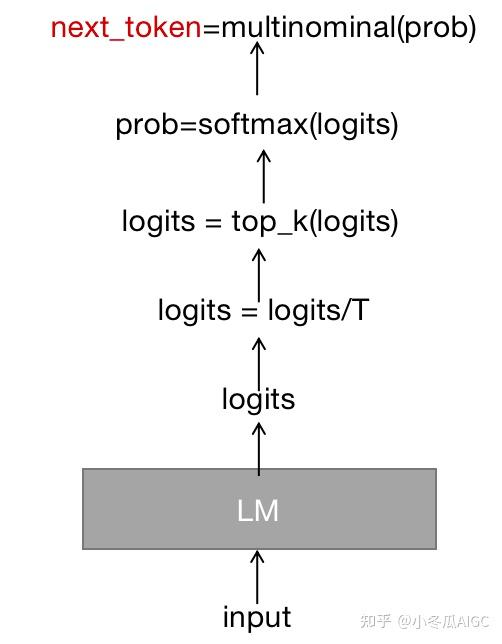 next_token=multinominal(prob)
prob=softmax(logits)
logits = top_k(logits)
logits = logits/T
logits
LM
input
知乎 @小冬瓜AIGC